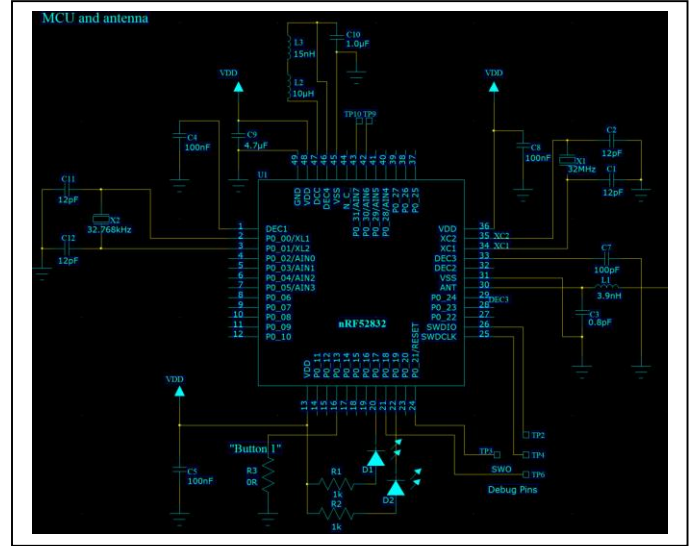 MCU and antenna
L3
15nH
C10
1.0µF
L2
10µH
VDD
VDD
TP10
TP9
C4
100nF
C9
4.7µF
C8
100nF
C2
12pF
X1
32MHz
C1
12pF
49
48
47
46
45
44
43
42
41
40
39
38
37
U1
GND
VDD
DCC
DEC4
VSS
N_C
P0_31/AIN7
P0_30/AIN6
P0_29/AIN5
P0_28/AIN4
P0_27
P0_26
P0_25
C11
12pF
X2
32.768kHz
C12
12pF
1 DEC1
2 P0_00/XL1
3 P0_01/XL2
4 P0_02/AIN0
5 P0_03/AIN1
6 P0_04/AIN2
7 P0_05/AIN3
8 P0_06
9 P0_07
10 P0_08
11 P0_09
12 P0_10
VDD 36
XC2 35 XC2
XC1 34 XC1
DEC3 33
DEC2 32
VSS 31
ANT 30
P0_24 29
P0_23 28
P0_22 27
SWDIO 26
SWDCLK 25
DEC3
C7
100pF
L1
3.9nH
C3
0.8pF
nRF52832
VDD
P0_11
P0_12
P0_13
P0_14
P0_15
P0_16
P0_17
P0_18
P0_19
P0_20
P0_21/RESET
13
14
15
16
17
18
19
20
21
22
23
24
VDD
C5
100nF
"Button 1"
R3
0R
R1
1k
R2
1k
D1
D2
TP2
TP4
SWO
TP6
Debug Pins